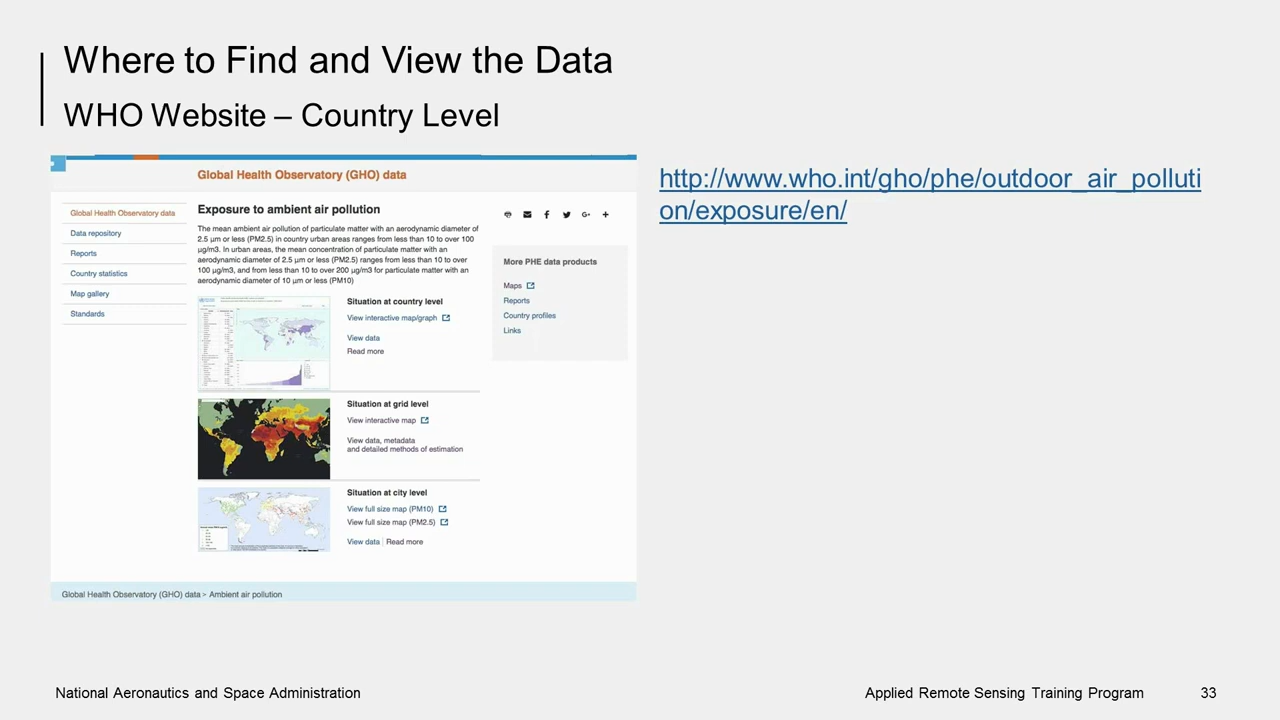 Where to Find and View the Data
WHO Website – Country Level
http://www.who.int/gho/phe/outdoor_air_polluti
on/exposure/en/
Global Health Observatory (GHO) data
Global Health Observatory data
Data repository
Reports
Country statistics
Map gallery
Standards
Exposure to ambient air pollution
The mean ambient air pollution of particulate matter with an aerodynamic diameter of
2.5 μm or less (PM2.5) in country urban areas ranges from less than 10 to over 100
μg/m3. In urban areas, the mean concentration of particulate matter with an
aerodynamic diameter of 2.5 μm or less (PM2.5) ranges from less than 10 to over
100 μg/m3, and from less than 10 to over 200 μg/m3 for particulate matter with an
aerodynamic diameter of 10 μm or less (PM10)
Situation at country level
View interactive map/graph
View data
Read more
Situation at grid level
View interactive map
View data, metadata
and detailed methods of estimation
Situation at city level
View full size map (PM10)
View full size map (PM2.5)
View data | Read more
More PHE data products
Maps
Reports
Country profiles
Links
Global Health Observatory (GHO) data > Ambient air pollution
National Aeronautics and Space Administration
Applied Remote Sensing Training Program
33